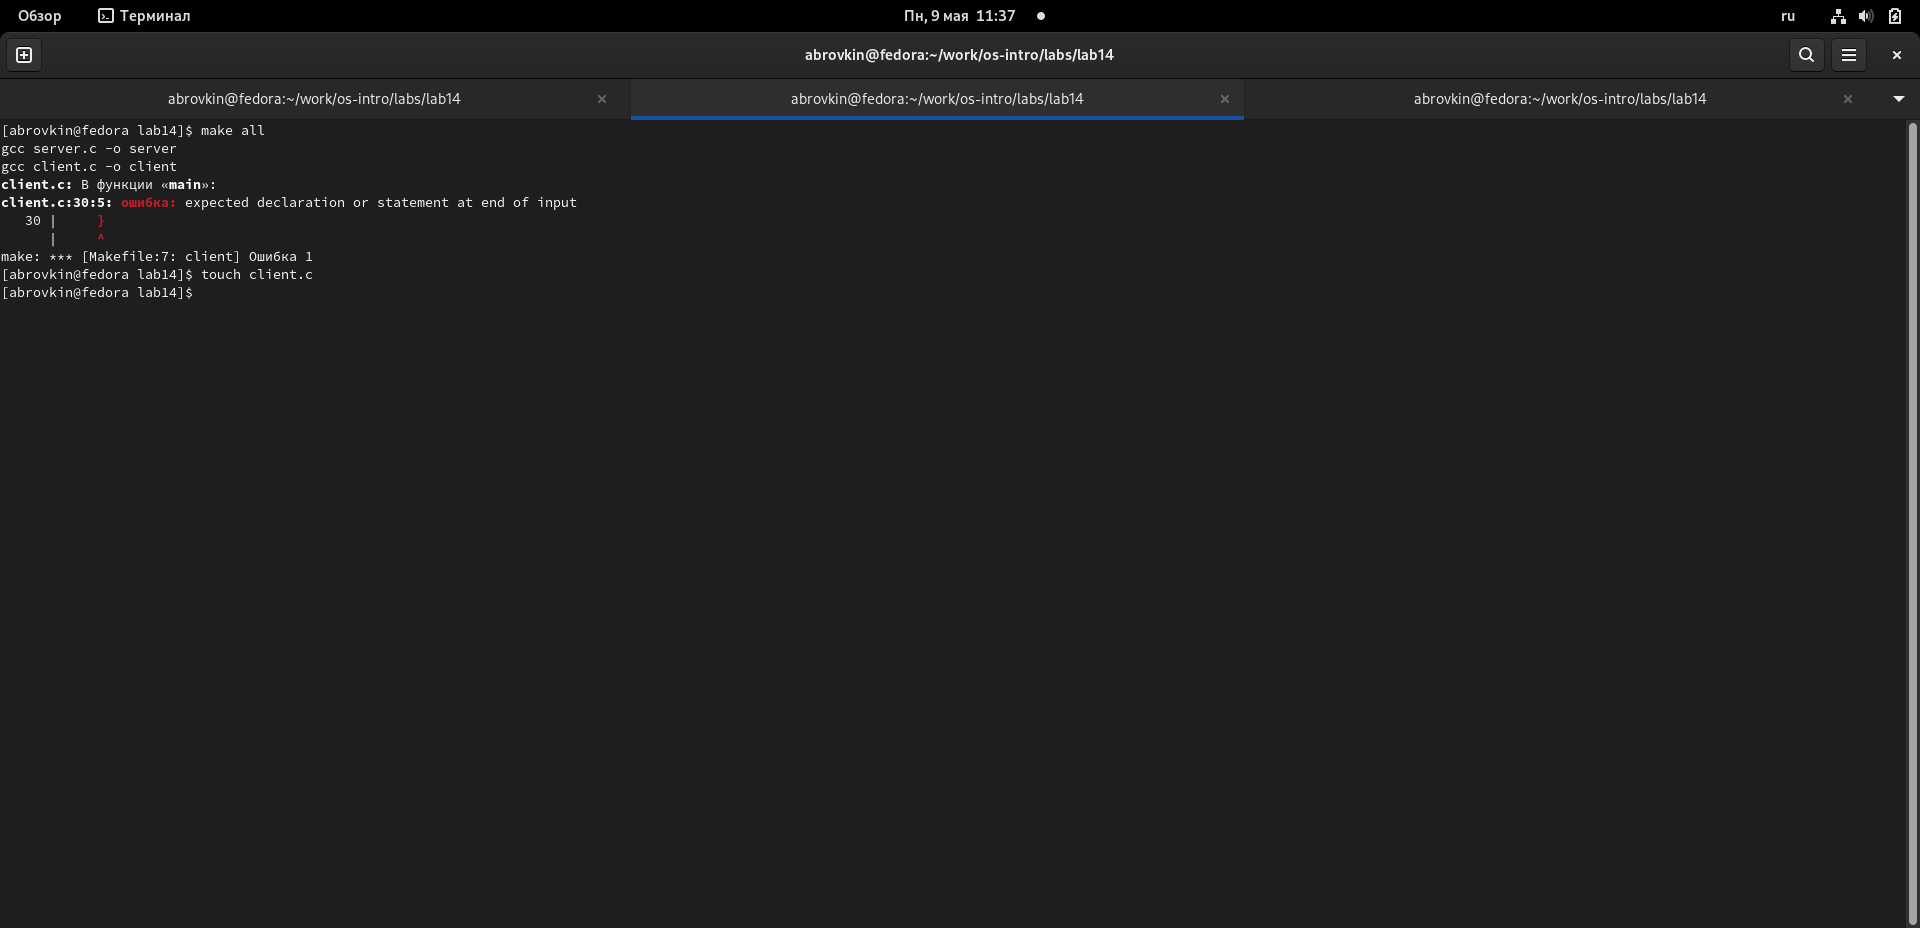 Обзор Терминал Пн, 9 мая 11:37 ru
abrovkin@fedora:~/work/os-intro/labs/lab14
abrovkin@fedora:~/work/os-intro/labs/lab14 abrovkin@fedora:~/work/os-intro/labs/lab14 abrovkin@fedora:~/work/os-intro/labs/lab14
[abrovkin@fedora lab14]$ make all
gcc server.c -o server
gcc client.c -o client
client.c: В функции «main»:
client.c:30:5: ошибка: expected declaration or statement at end of input
   30 |     }
      |     ^
make: *** [Makefile:7: client] Ошибка 1
[abrovkin@fedora lab14]$ touch client.c
[abrovkin@fedora lab14]$